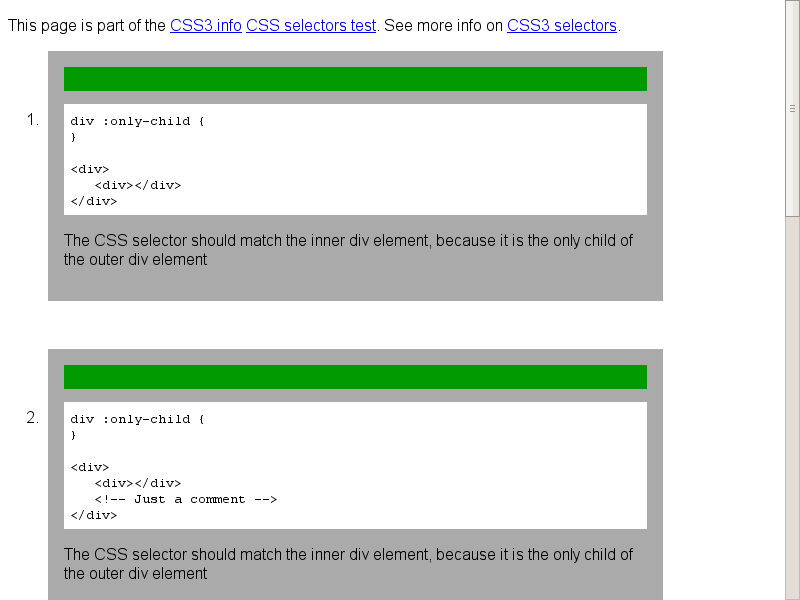 This page is part of the CSS3.info CSS selectors test. See more info on CSS3 selectors.
1.
div :only-child {
}
<div>
<div></div>
</div>
The CSS selector should match the inner div element, because it is the only child of
the outer div element
2.
div :only-child {
}
<div>
<div></div>
<!-- Just a comment -->
</div>
The CSS selector should match the inner div element, because it is the only child of
the outer div element